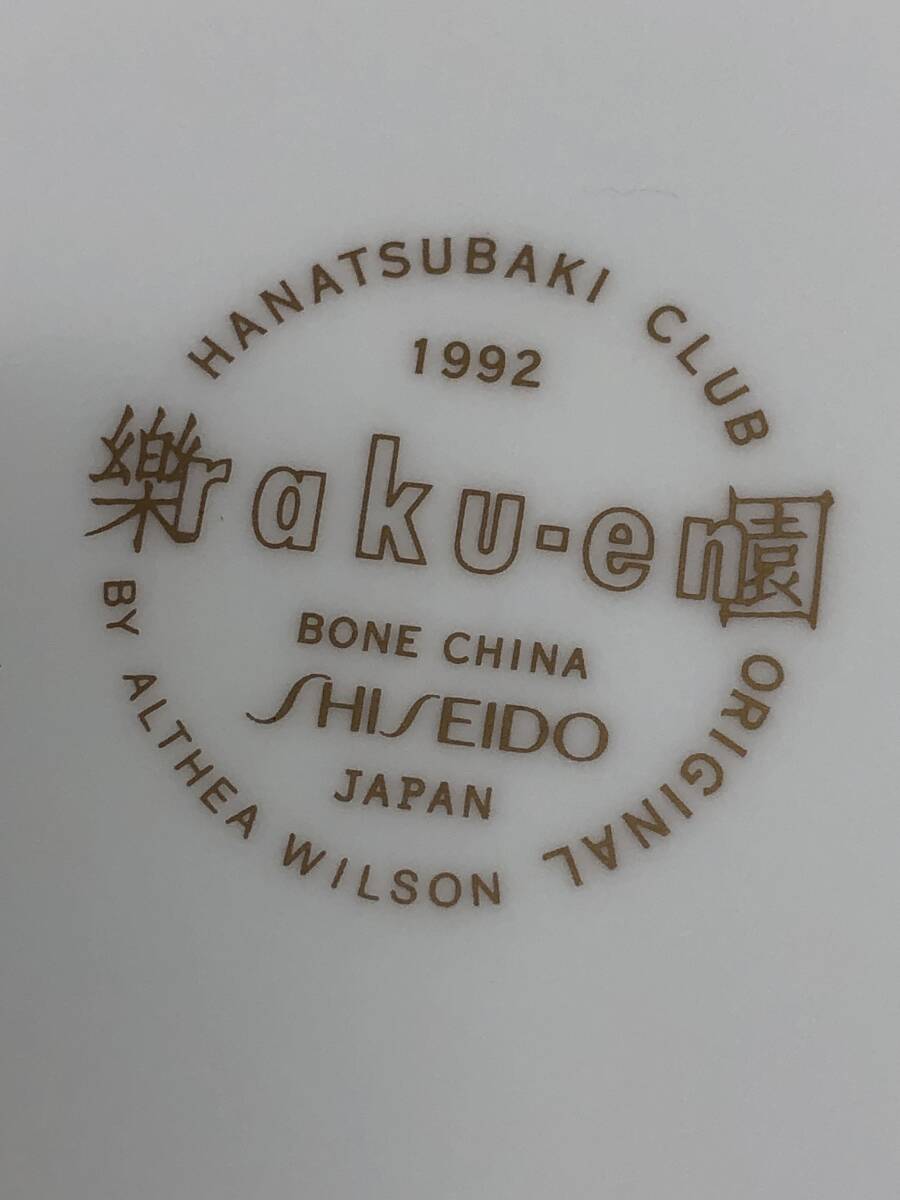 HANATSUBAKI CLUB ORIGINAL
1992
樂raku-en園
BONE CHINA
SHISEIDO
JAPAN
BY ALTHEA WILSON